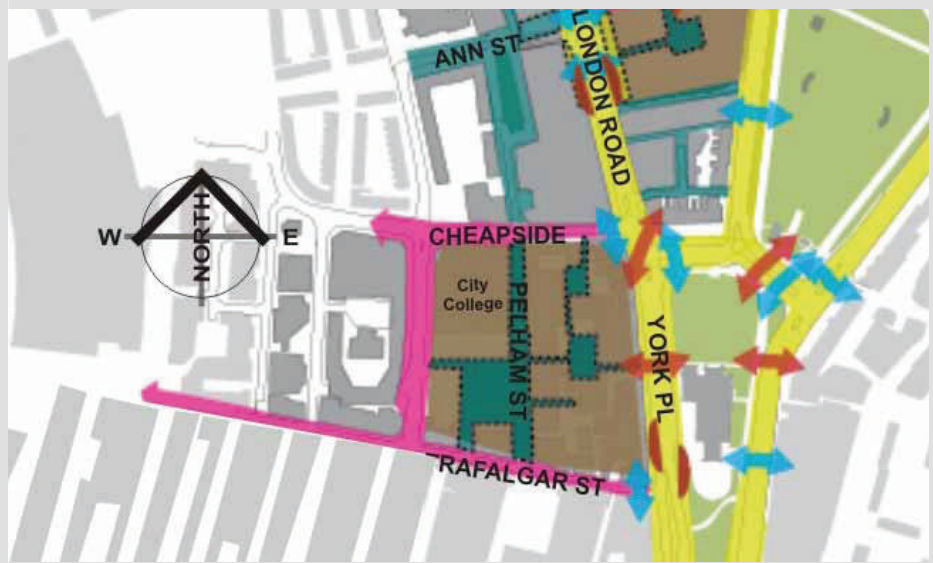 ANN ST
LONDON ROAD
W
NORTH
E
CHEAPSIDE
City
College
PELHAM ST
YORK PL
TRAFALGAR ST